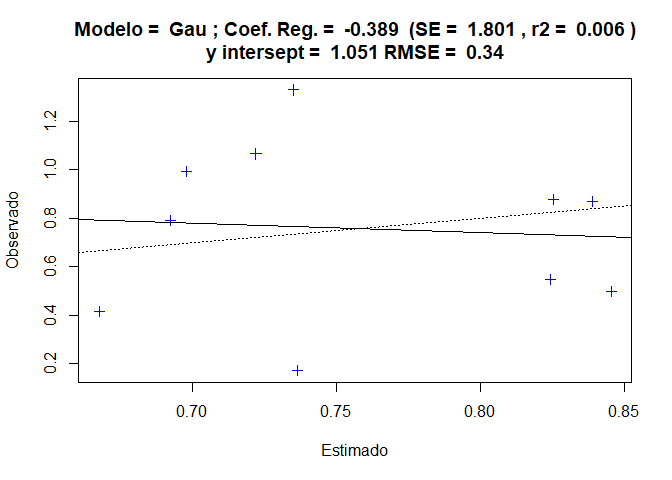 Modelo =  Gau ; Coef. Reg. =  -0.389  (SE =  1.801 , r2 =  0.006 )
y intersept =  1.051 RMSE =  0.34
Observado
1.2
1.0
0.8
0.6
0.4
0.2
0.70 0.75 0.80 0.85
Estimado